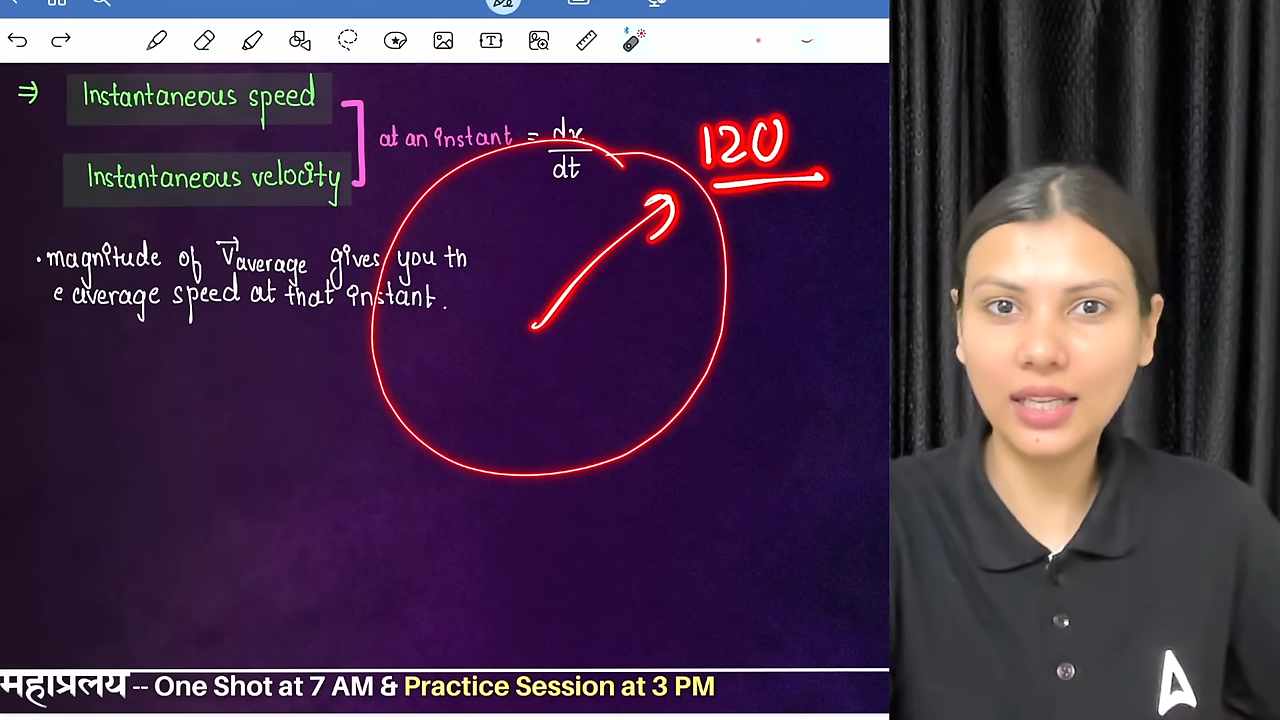 ⇒ Instantaneous speed
Instantaneous velocity
at an instant = dx/dt
120
• magnitude of v⃗average gives you th
e average speed at that instant.
महाप्रलय -- One Shot at 7 AM & Practice Session at 3 PM